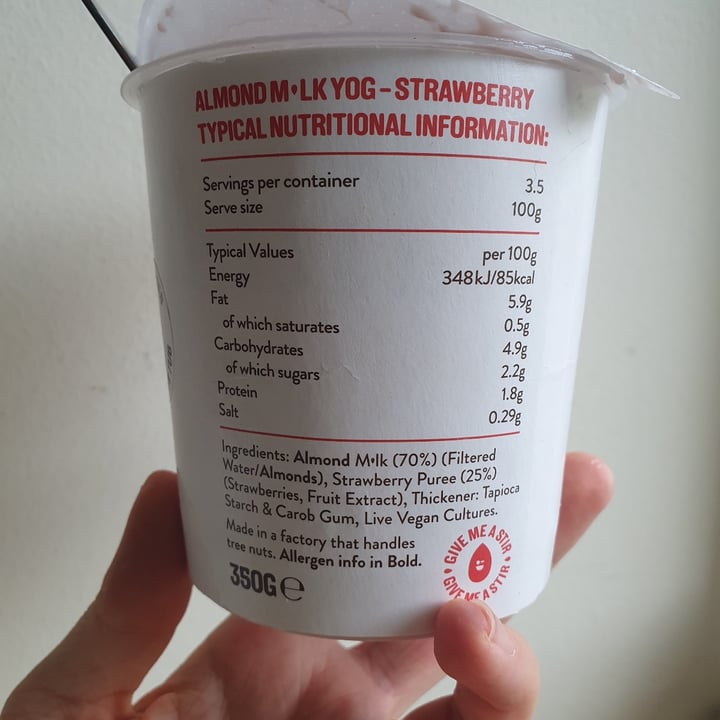 ALMOND M•LK YOG – STRAWBERRY
TYPICAL NUTRITIONAL INFORMATION:
Servings per container 3.5
Serve size 100g
Typical Values per 100g
Energy 348kJ/85kcal
Fat 5.9g
of which saturates 0.5g
Carbohydrates 4.9g
of which sugars 2.2g
Protein 1.8g
Salt 0.29g
Ingredients: Almond M•lk (70%) (Filtered
Water/Almonds), Strawberry Puree (25%)
(Strawberries, Fruit Extract), Thickener: Tapioca
Starch & Carob Gum, Live Vegan Cultures.
Made in a factory that handles
tree nuts. Allergen info in Bold.
350G ℮
• GIVE ME A STIR • GIVE ME A STIR